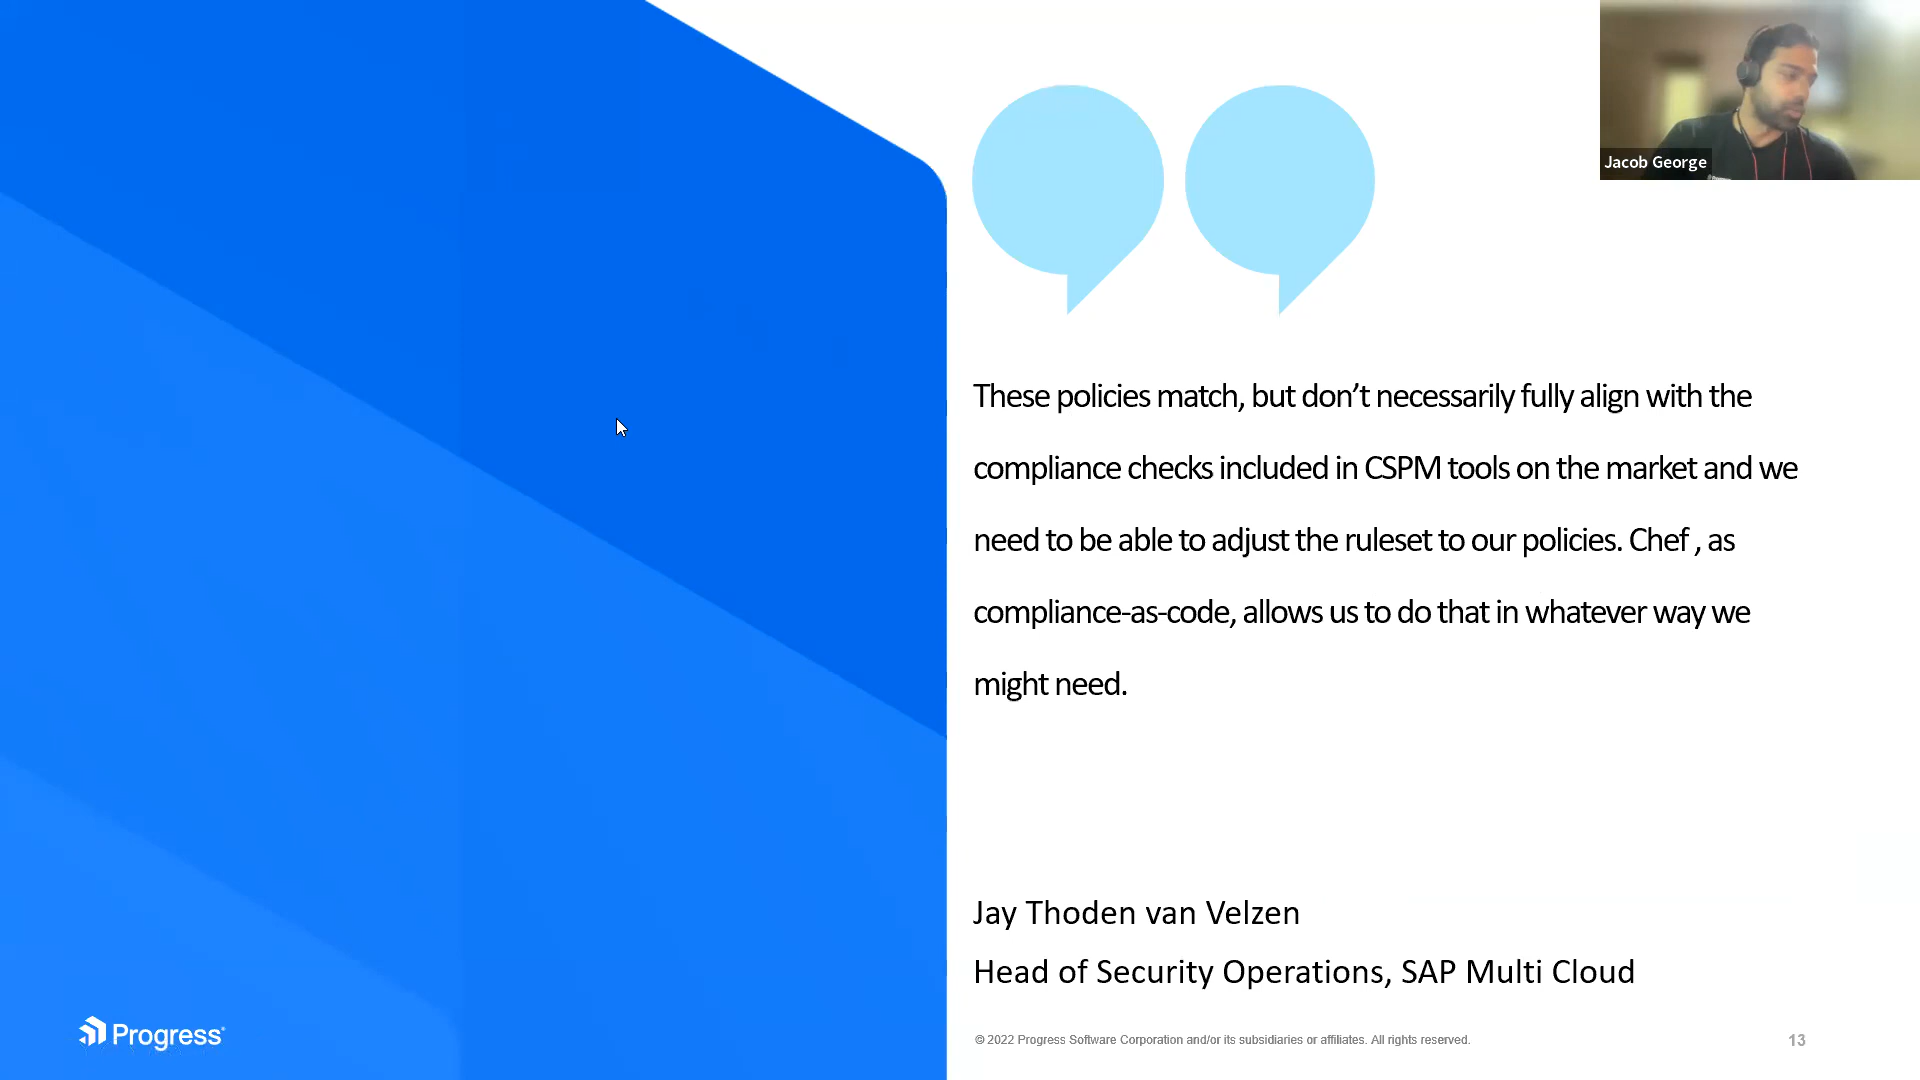 Jacob George
These policies match, but don’t necessarily fully align with the
compliance checks included in CSPM tools on the market and we
need to be able to adjust the ruleset to our policies. Chef , as
compliance-as-code, allows us to do that in whatever way we
might need.
Jay Thoden van Velzen
Head of Security Operations, SAP Multi Cloud
Progress
© 2022 Progress Software Corporation and/or its subsidiaries or affiliates. All rights reserved.
13